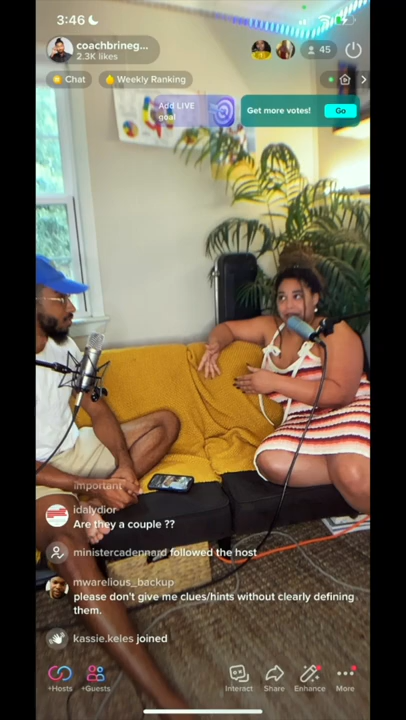 3:46
coachbrineg...
2.3K likes
45
Chat
Weekly Ranking
Add LIVE
goal
Get more votes!
Go
important
idalydior
Are they a couple ??
ministercadennard followed the host
mwarelious_backup
please don't give me clues/hints without clearly defining
them.
kassie.keles joined
+Hosts
+Guests
Interact
Share
Enhance
More